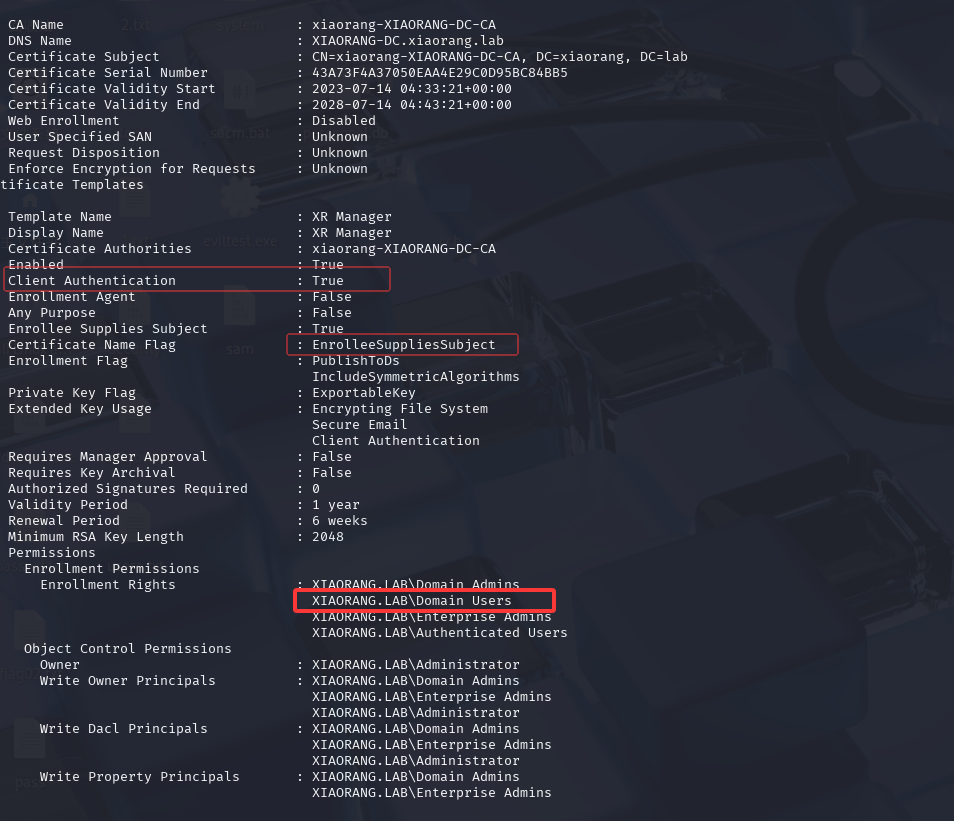 CA Name : xiaorang-XIAORANG-DC-CA
DNS Name : XIAORANG-DC.xiaorang.lab
Certificate Subject : CN=xiaorang-XIAORANG-DC-CA, DC=xiaorang, DC=lab
Certificate Serial Number : 43A73F4A37050EAA4E29C0D95BC84BB5
Certificate Validity Start : 2023-07-14 04:33:21+00:00
Certificate Validity End : 2028-07-14 04:43:21+00:00
Web Enrollment : Disabled
User Specified SAN : Unknown
Request Disposition : Unknown
Enforce Encryption for Requests : Unknown
tificate Templates
Template Name : XR Manager
Display Name : XR Manager
Certificate Authorities : xiaorang-XIAORANG-DC-CA
Enabled : True
Client Authentication : True
Enrollment Agent : False
Any Purpose : False
Enrollee Supplies Subject : True
Certificate Name Flag : EnrolleeSuppliesSubject
Enrollment Flag : PublishToDs
IncludeSymmetricAlgorithms
Private Key Flag : ExportableKey
Extended Key Usage : Encrypting File System
Secure Email
Client Authentication
Requires Manager Approval : False
Requires Key Archival : False
Authorized Signatures Required : 0
Validity Period : 1 year
Renewal Period : 6 weeks
Minimum RSA Key Length : 2048
Permissions
Enrollment Permissions
Enrollment Rights : XIAORANG.LAB\Domain Admins
XIAORANG.LAB\Domain Users
XIAORANG.LAB\Enterprise Admins
XIAORANG.LAB\Authenticated Users
Object Control Permissions
Owner : XIAORANG.LAB\Administrator
Write Owner Principals : XIAORANG.LAB\Domain Admins
XIAORANG.LAB\Enterprise Admins
XIAORANG.LAB\Administrator
Write Dacl Principals : XIAORANG.LAB\Domain Admins
XIAORANG.LAB\Enterprise Admins
XIAORANG.LAB\Administrator
Write Property Principals : XIAORANG.LAB\Domain Admins
XIAORANG.LAB\Enterprise Admins